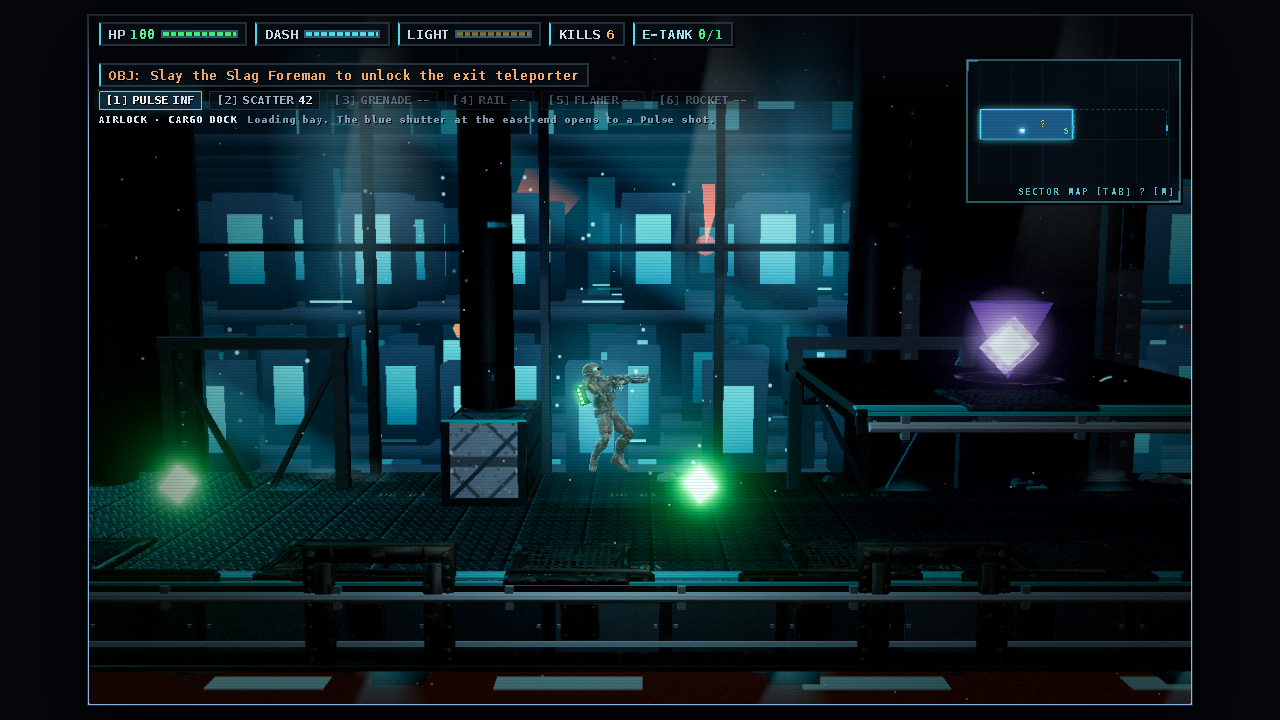 HP 100 DASH LIGHT KILLS 6 E-TANK 0/1
OBJ: Slay the Slag Foreman to unlock the exit teleporter
[1] PULSE INF [2] SCATTER 42 [3] GRENADE -- [4] RAIL -- [5] FLAMER -- [6] ROCKET --
AIRLOCK · CARGO DOCK Loading bay. The blue shutter at the east end opens to a Pulse shot.
? S
SECTOR MAP [TAB] ? [M]